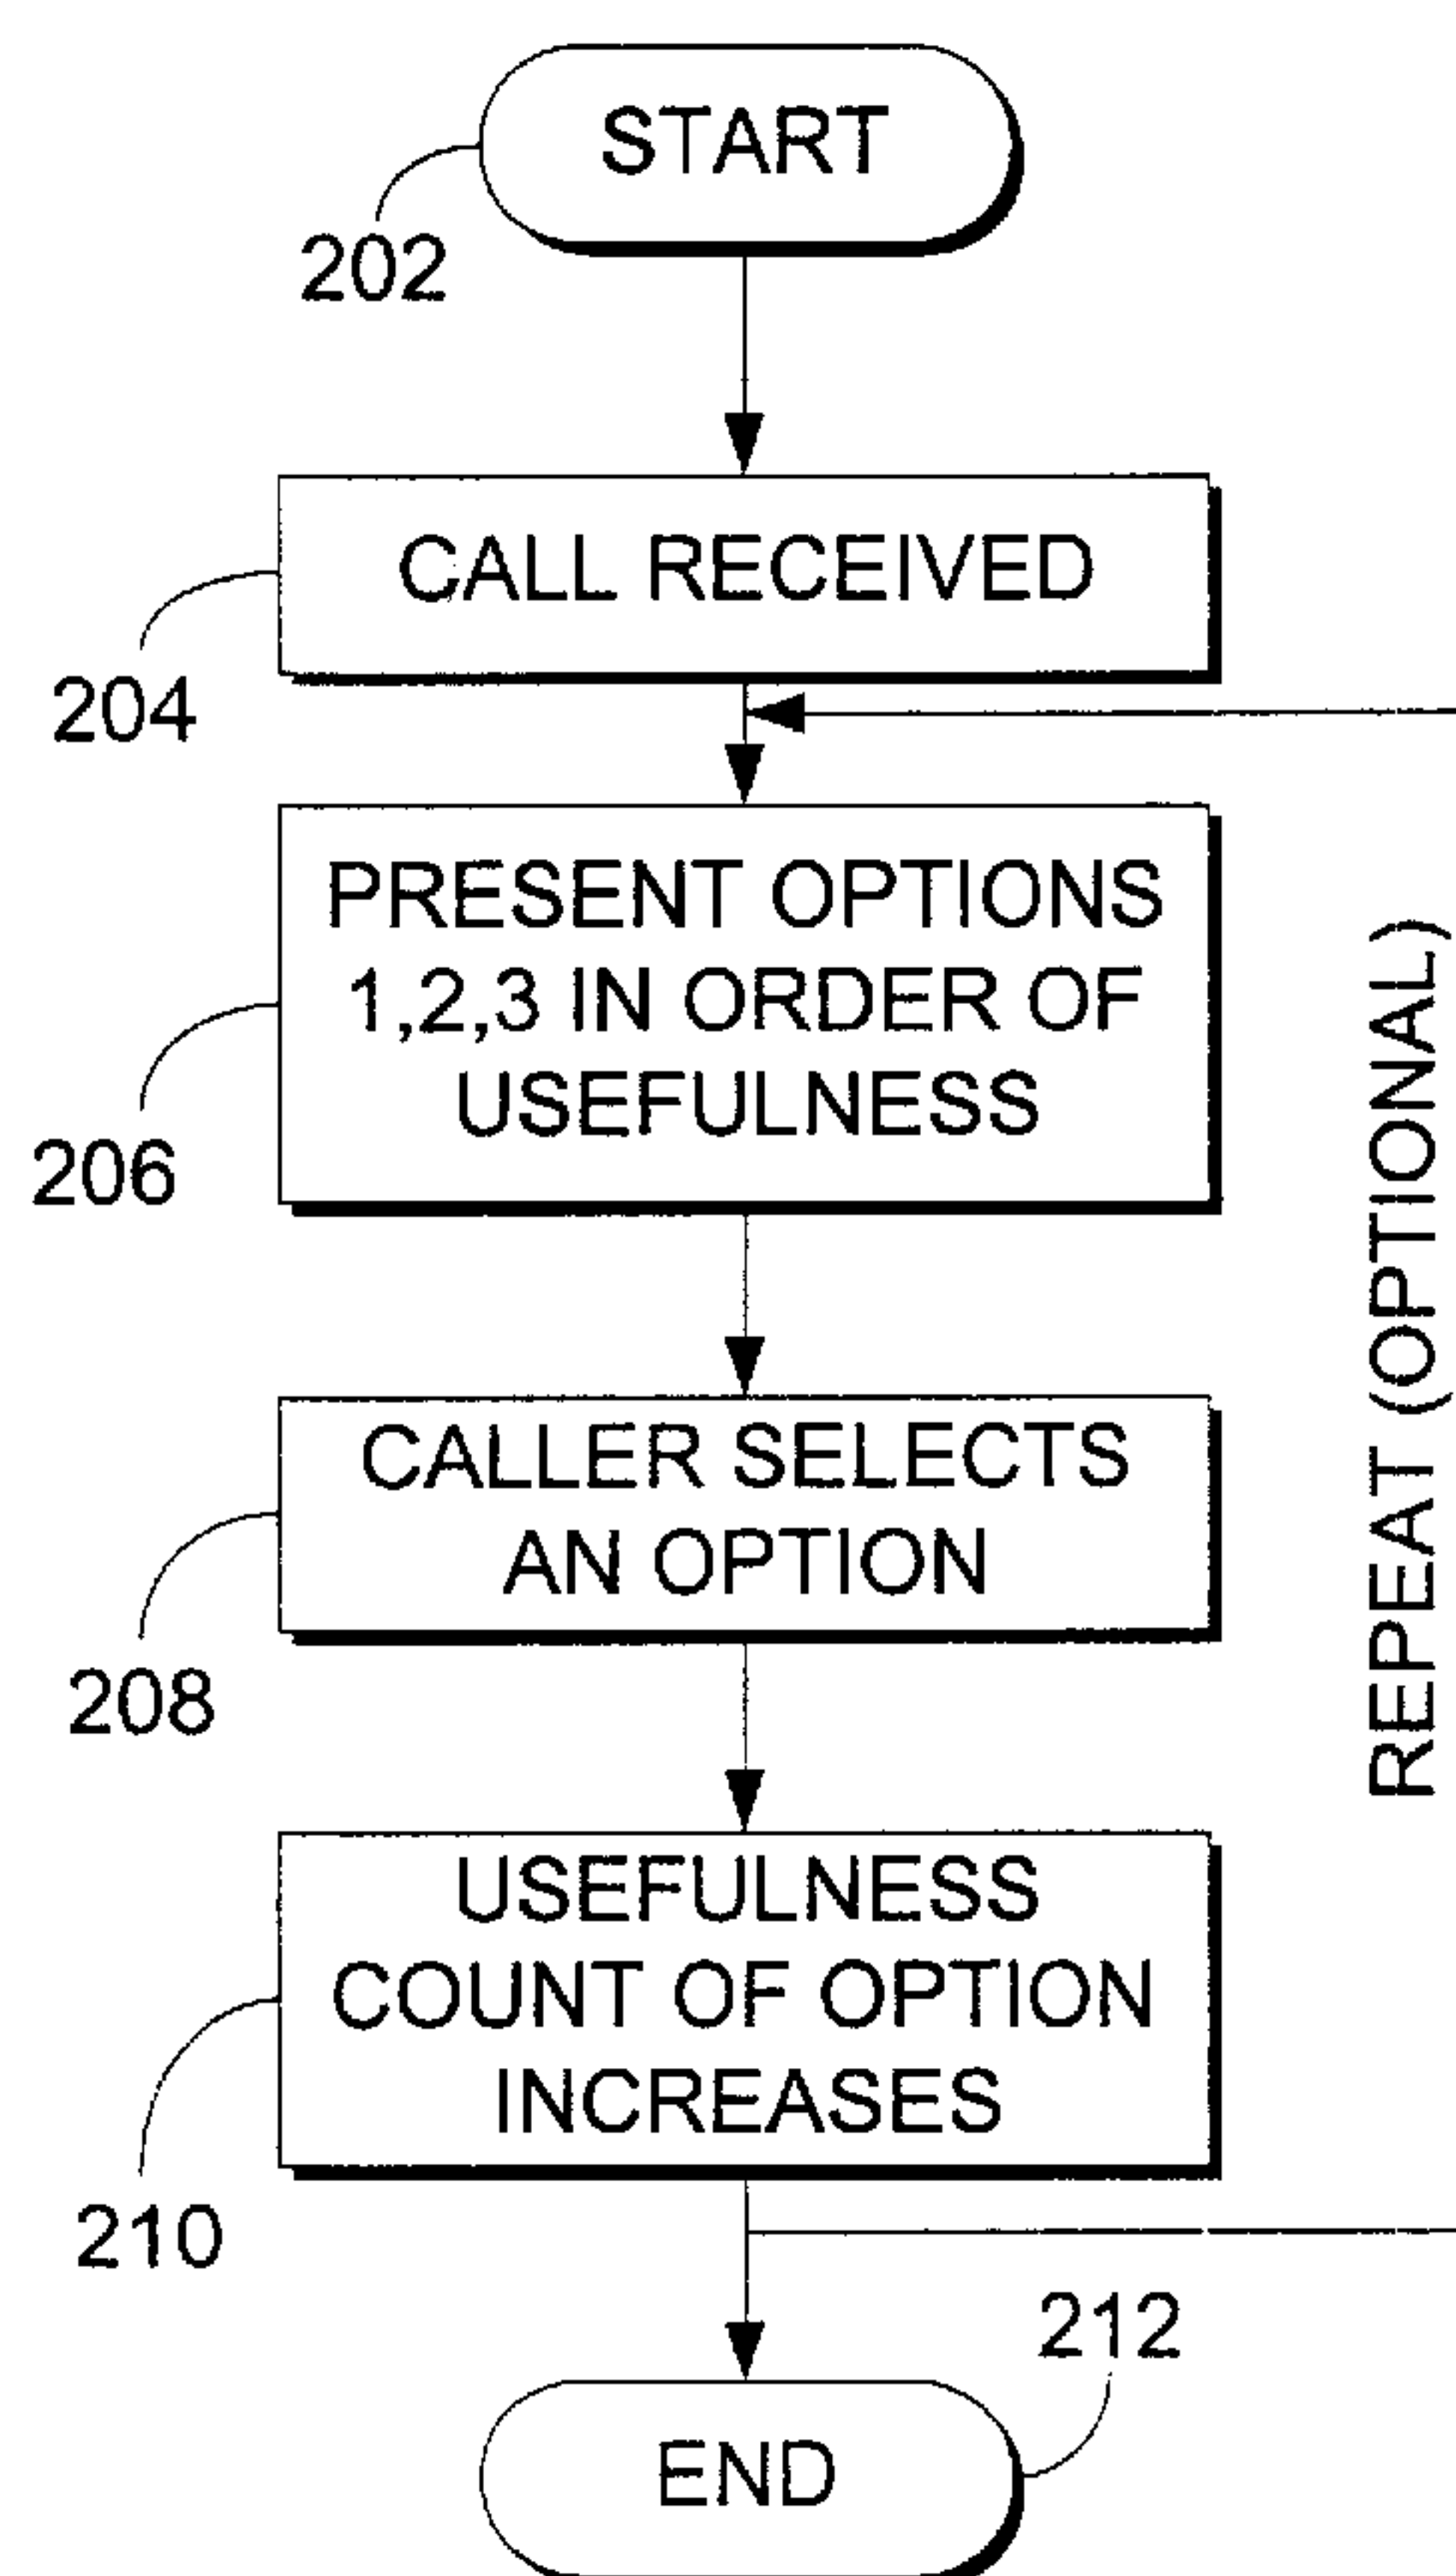 START
202
CALL RECEIVED
204
PRESENT OPTIONS
1,2,3 IN ORDER OF
USEFULNESS
206
REPEAT (OPTIONAL)
CALLER SELECTS
AN OPTION
208
USEFULNESS
COUNT OF OPTION
INCREASES
210
212
END